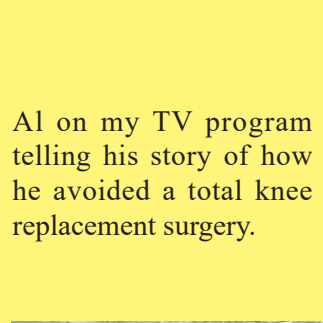 Al on my TV program
telling his story of how
he avoided a total knee
replacement surgery.